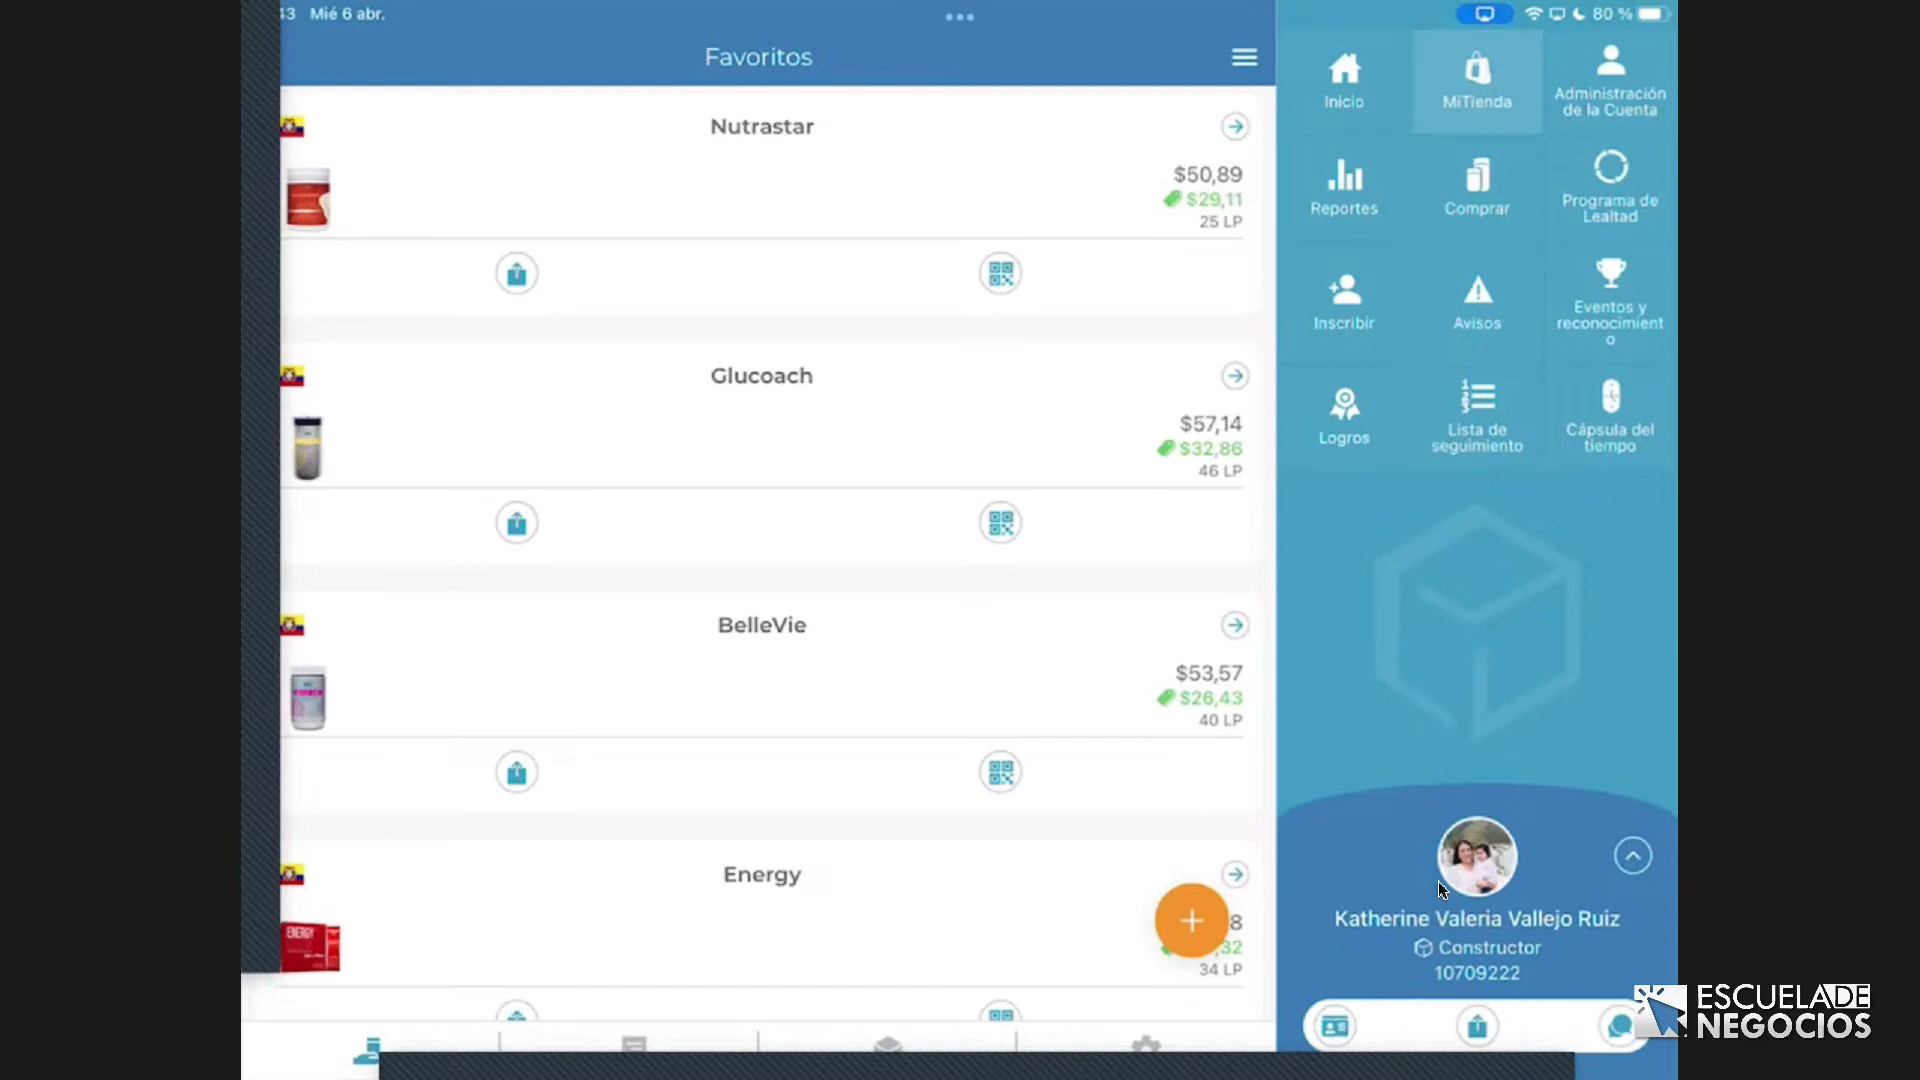 43 Mié 6 abr.
80 %
Favoritos
Nutrastar
$50,89
$29,11
25 LP
Glucoach
$57,14
$32,86
46 LP
BelleVie
$53,57
$26,43
40 LP
Energy
ENERGY
8
,32
34 LP
Inicio
MiTienda
Administración
de la Cuenta
Reportes
Comprar
Programa de
Lealtad
Inscribir
Avisos
Eventos y
reconocimient
o
Logros
Lista de
seguimiento
Cápsula del
tiempo
Katherine Valeria Vallejo Ruiz
Constructor
10709222
ESCUELA DE
NEGOCIOS